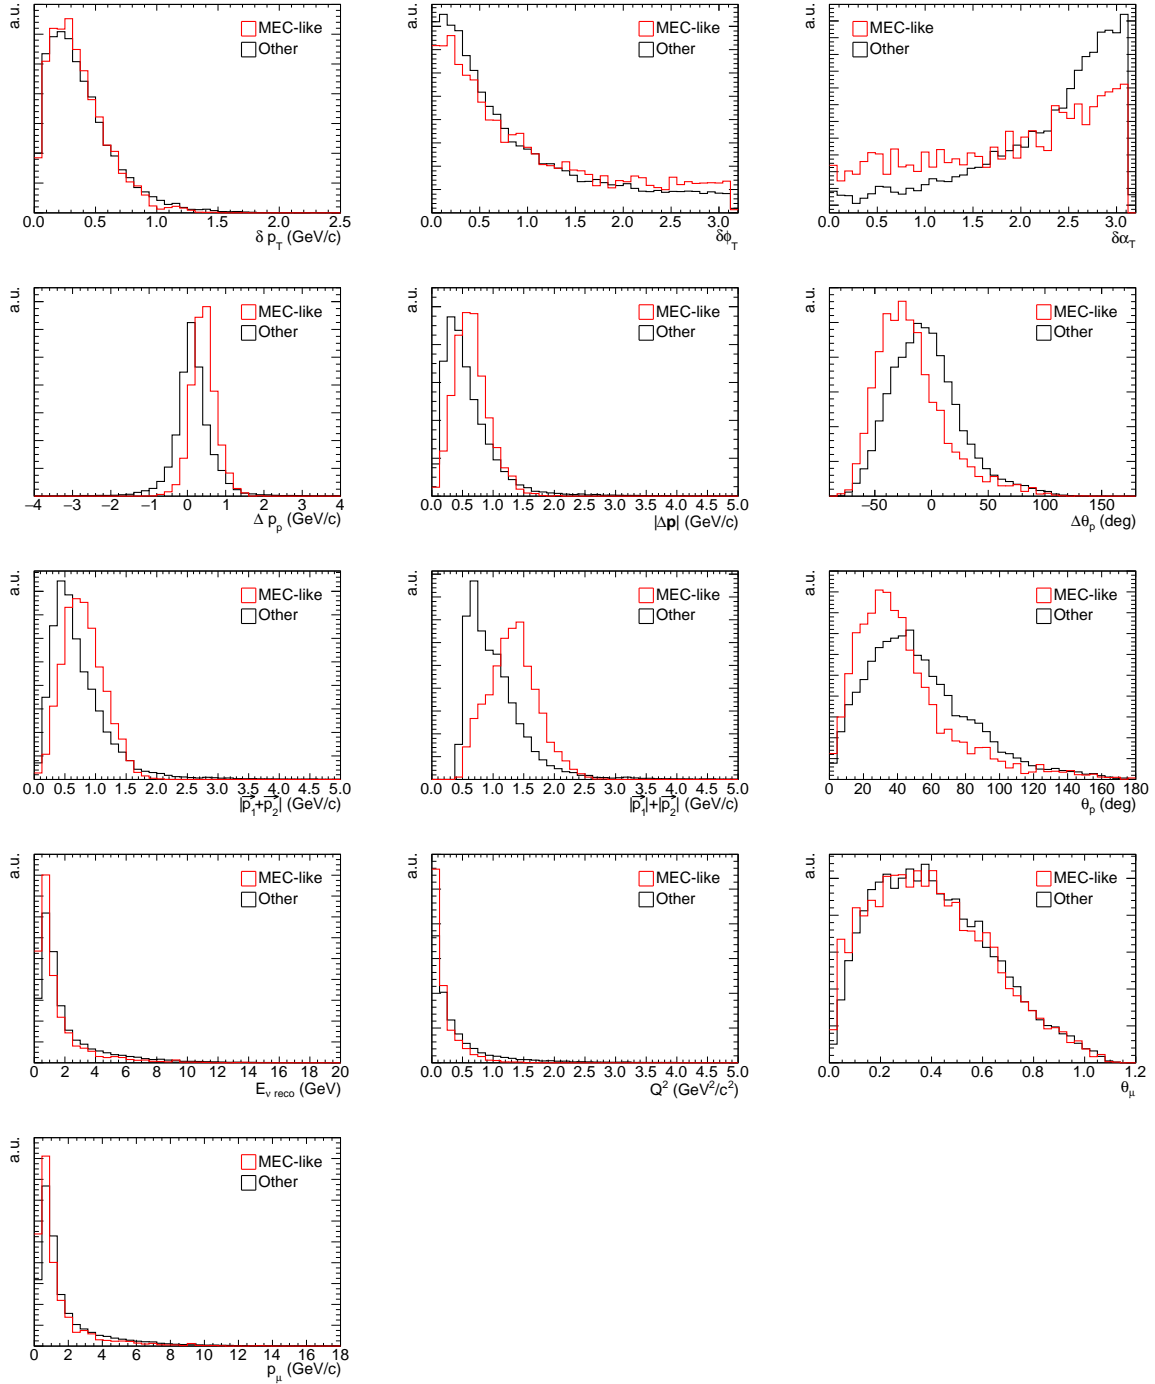 a.u.
MEC-like
Other
0.0 0.5 1.0 1.5 2.0 2.5
δ p_T (GeV/c)
a.u.
MEC-like
Other
0.0 0.5 1.0 1.5 2.0 2.5 3.0
δϕ_T
a.u.
MEC-like
Other
0.0 0.5 1.0 1.5 2.0 2.5 3.0
δα_T
a.u.
MEC-like
Other
−4 −3 −2 −1 0 1 2 3 4
Δ p_p (GeV/c)
a.u.
MEC-like
Other
0.0 0.5 1.0 1.5 2.0 2.5 3.0 3.5 4.0 4.5 5.0
|Δp| (GeV/c)
a.u.
MEC-like
Other
−50 0 50 100 150
Δθ_p (deg)
a.u.
MEC-like
Other
0.0 0.5 1.0 1.5 2.0 2.5 3.0 3.5 4.0 4.5 5.0
|p⃗_1+p⃗_2| (GeV/c)
a.u.
MEC-like
Other
0.0 0.5 1.0 1.5 2.0 2.5 3.0 3.5 4.0 4.5 5.0
|p⃗_1|+|p⃗_2| (GeV/c)
a.u.
MEC-like
Other
0 20 40 60 80 100 120 140 160 180
θ_p (deg)
a.u.
MEC-like
Other
0 2 4 6 8 10 12 14 16 18 20
E_ν reco (GeV)
a.u.
MEC-like
Other
0.0 0.5 1.0 1.5 2.0 2.5 3.0 3.5 4.0 4.5 5.0
Q² (GeV²/c²)
a.u.
MEC-like
Other
0.0 0.2 0.4 0.6 0.8 1.0 1.2
θ_μ
a.u.
MEC-like
Other
0 2 4 6 8 10 12 14 16 18
p_μ (GeV/c)